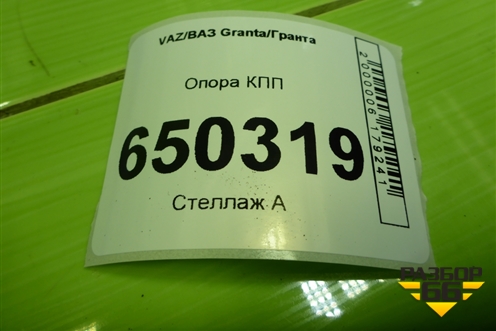 VAZ/ВАЗ Granta/Гранта
Опора КПП
650319
Стеллаж А
2000006179241
РАЗБОР
66